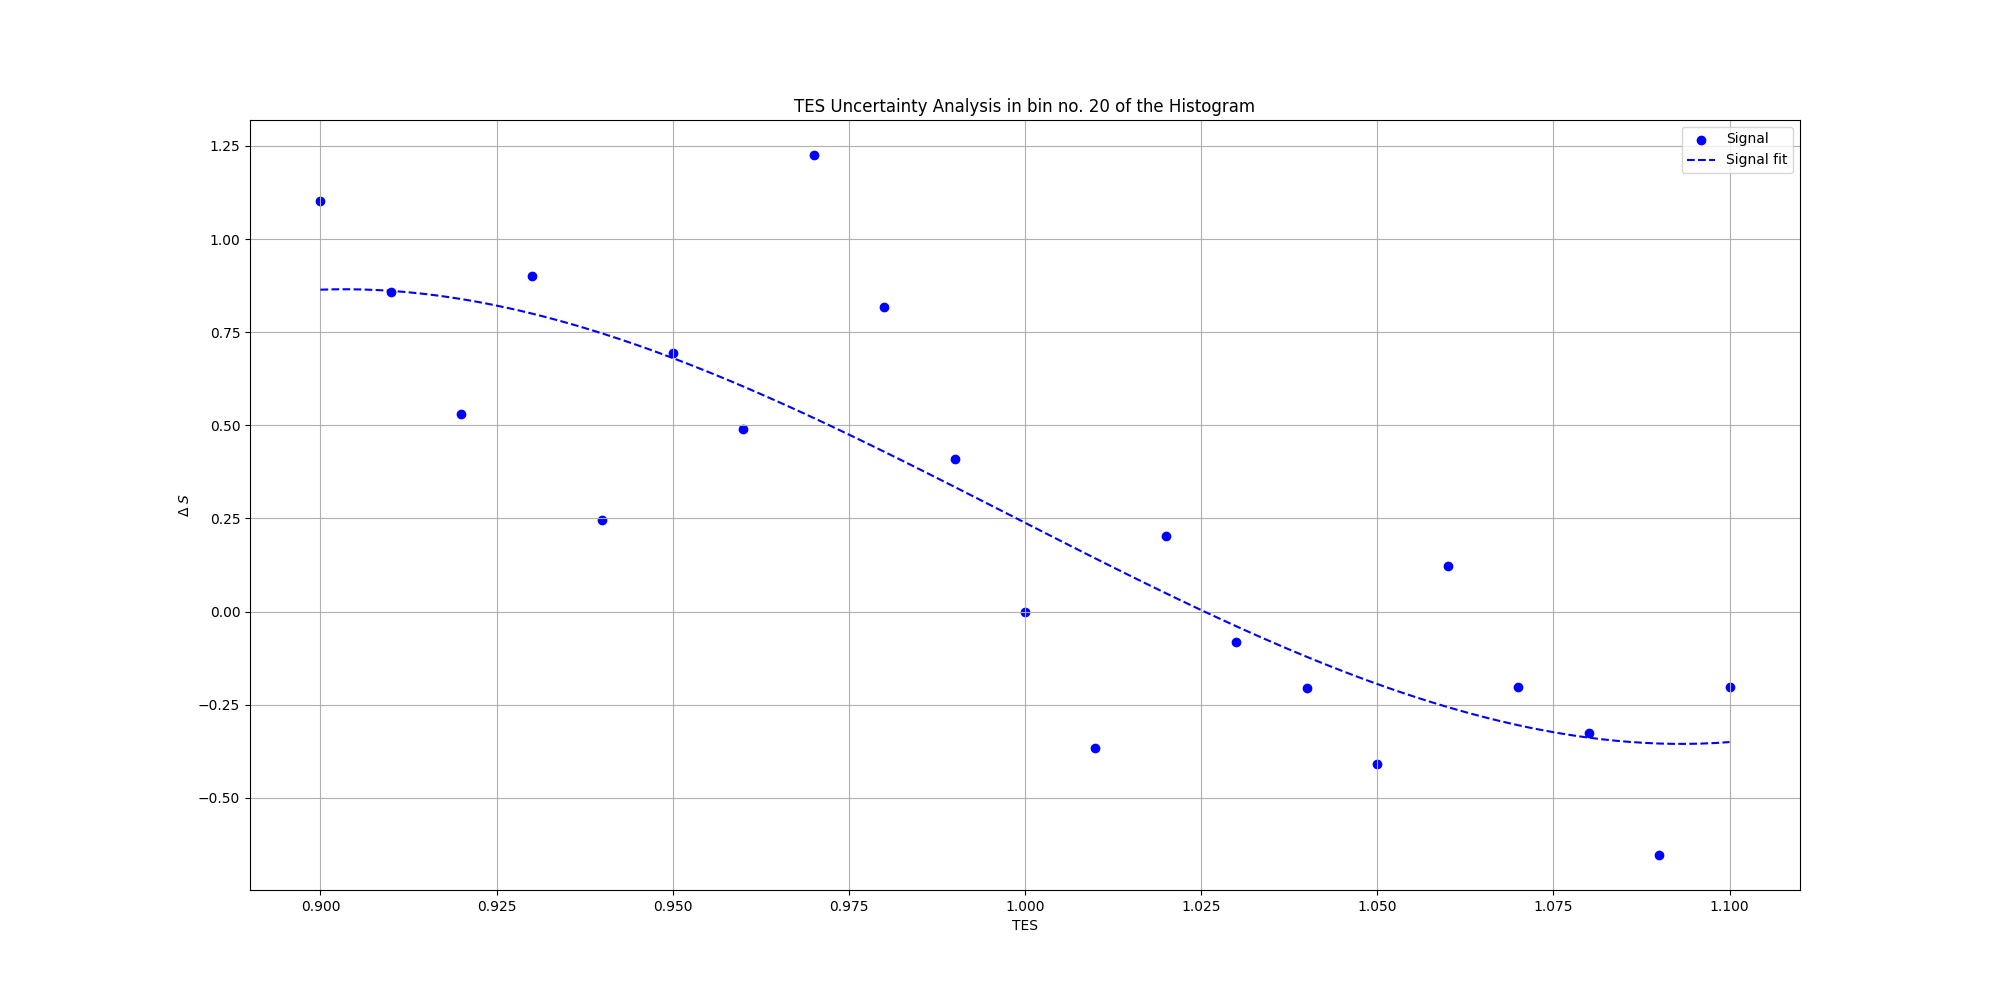 TES Uncertainty Analysis in bin no. 20 of the Histogram
Signal
Signal fit
1.25
1.00
0.75
0.50
0.25
0.00
−0.25
−0.50
Δ S
0.900 0.925 0.950 0.975 1.000 1.025 1.050 1.075 1.100
TES